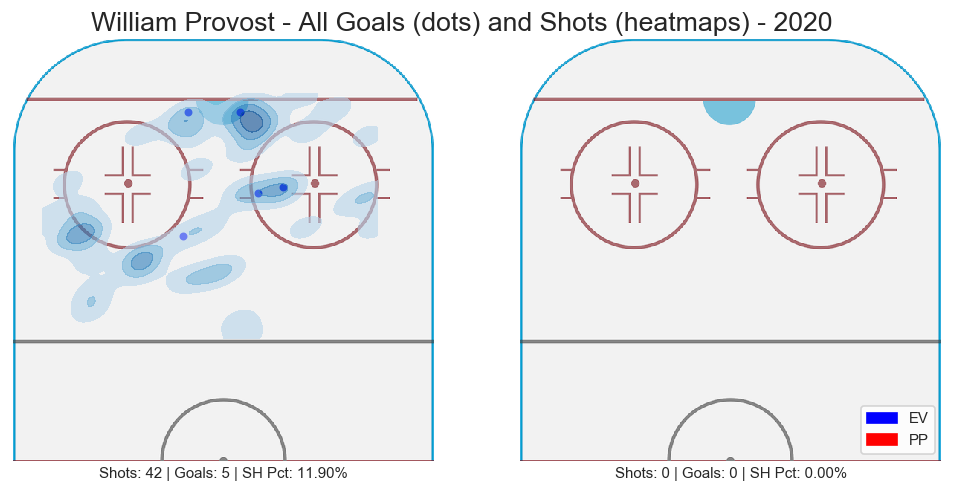 William Provost - All Goals (dots) and Shots (heatmaps) - 2020
EV
PP
Shots: 42 | Goals: 5 | SH Pct: 11.90%
Shots: 0 | Goals: 0 | SH Pct: 0.00%